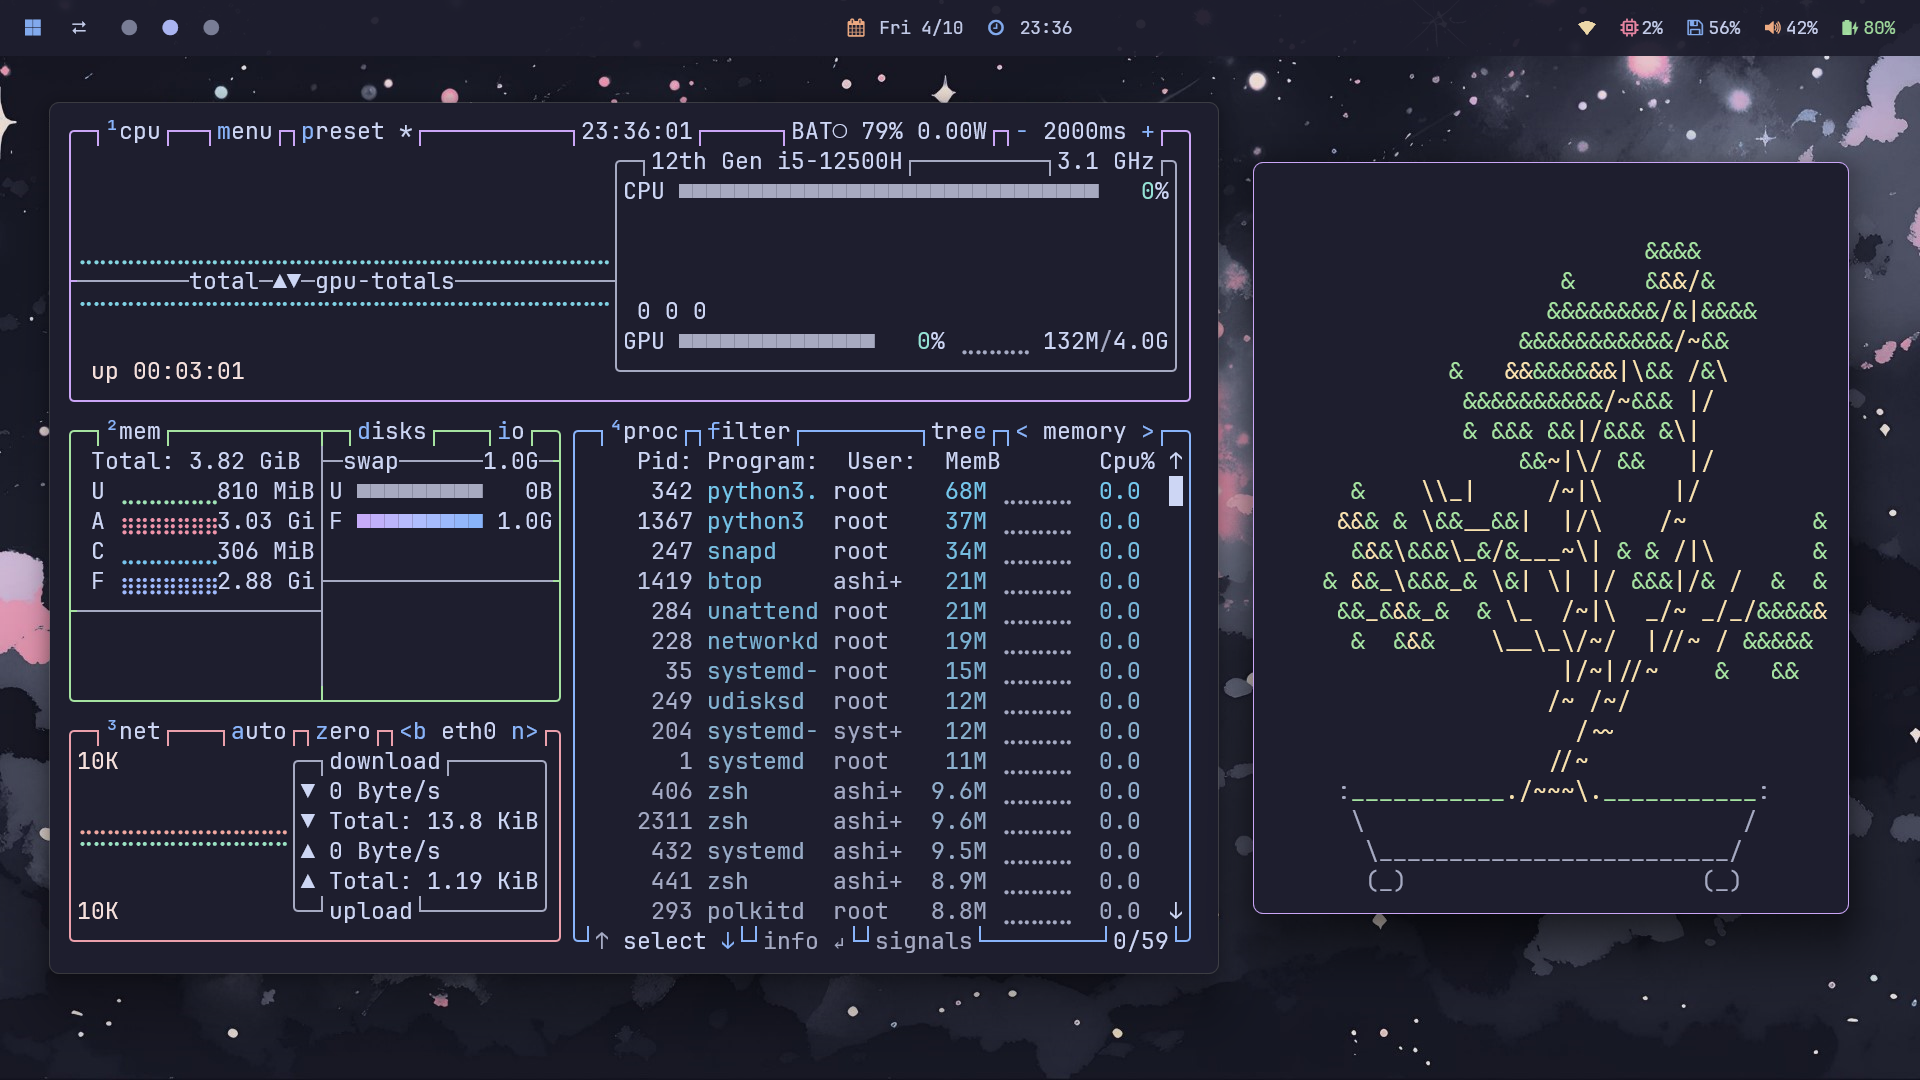 Fri 4/10 23:36 2% 56% 42% 80%
¹cpu menu preset * 23:36:01 BAT○ 79% 0.00W - 2000ms +
12th Gen i5-12500H 3.1 GHz
CPU 0%
total ▲▼ gpu-totals
0 0 0
GPU 0% 132M/4.0G
up 00:03:01
²mem disks io
Total: 3.82 GiB swap 1.0G
U 810 MiB U 0B
A 3.03 Gi F 1.0G
C 306 MiB
F 2.88 Gi
³net auto zero <b eth0 n>
10K download
▼ 0 Byte/s
▼ Total: 13.8 KiB
▲ 0 Byte/s
▲ Total: 1.19 KiB
10K upload
⁴proc filter tree < memory >
Pid: Program: User: MemB Cpu% ↑
342 python3. root 68M 0.0
1367 python3 root 37M 0.0
247 snapd root 34M 0.0
1419 btop ashi+ 21M 0.0
284 unattend root 21M 0.0
228 networkd root 19M 0.0
35 systemd- root 15M 0.0
249 udisksd root 12M 0.0
204 systemd- syst+ 12M 0.0
1 systemd root 11M 0.0
406 zsh ashi+ 9.6M 0.0
2311 zsh ashi+ 9.6M 0.0
432 systemd ashi+ 9.5M 0.0
441 zsh ashi+ 8.9M 0.0
293 polkitd root 8.8M 0.0 ↓
↑ select ↓ info ↲ signals 0/59